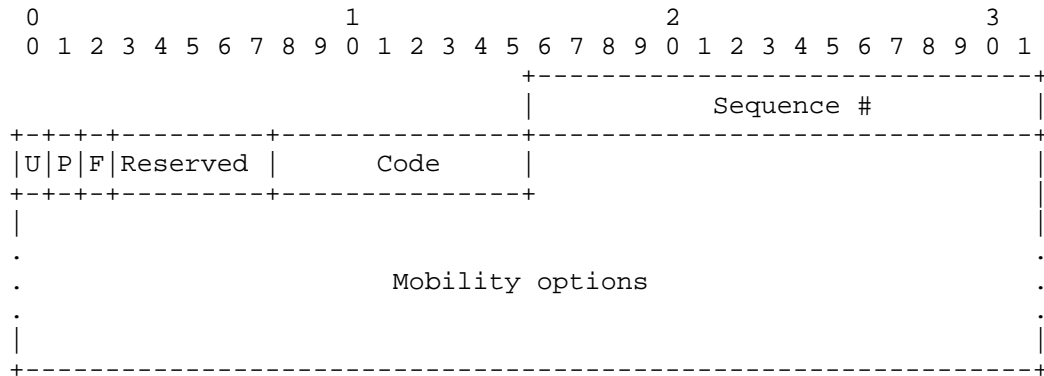 0                   1                   2                   3
 0 1 2 3 4 5 6 7 8 9 0 1 2 3 4 5 6 7 8 9 0 1 2 3 4 5 6 7 8 9 0 1
                                +-------------------------------+
                                |           Sequence #          |
+-+-+-+---------+---------------+-------------------------------+
|U|P|F|Reserved |      Code     |                               |
+-+-+-+---------+---------------+                               |
|                                                               |
.                                                               .
.                       Mobility options                        .
.                                                               .
|                                                               |
+---------------------------------------------------------------+